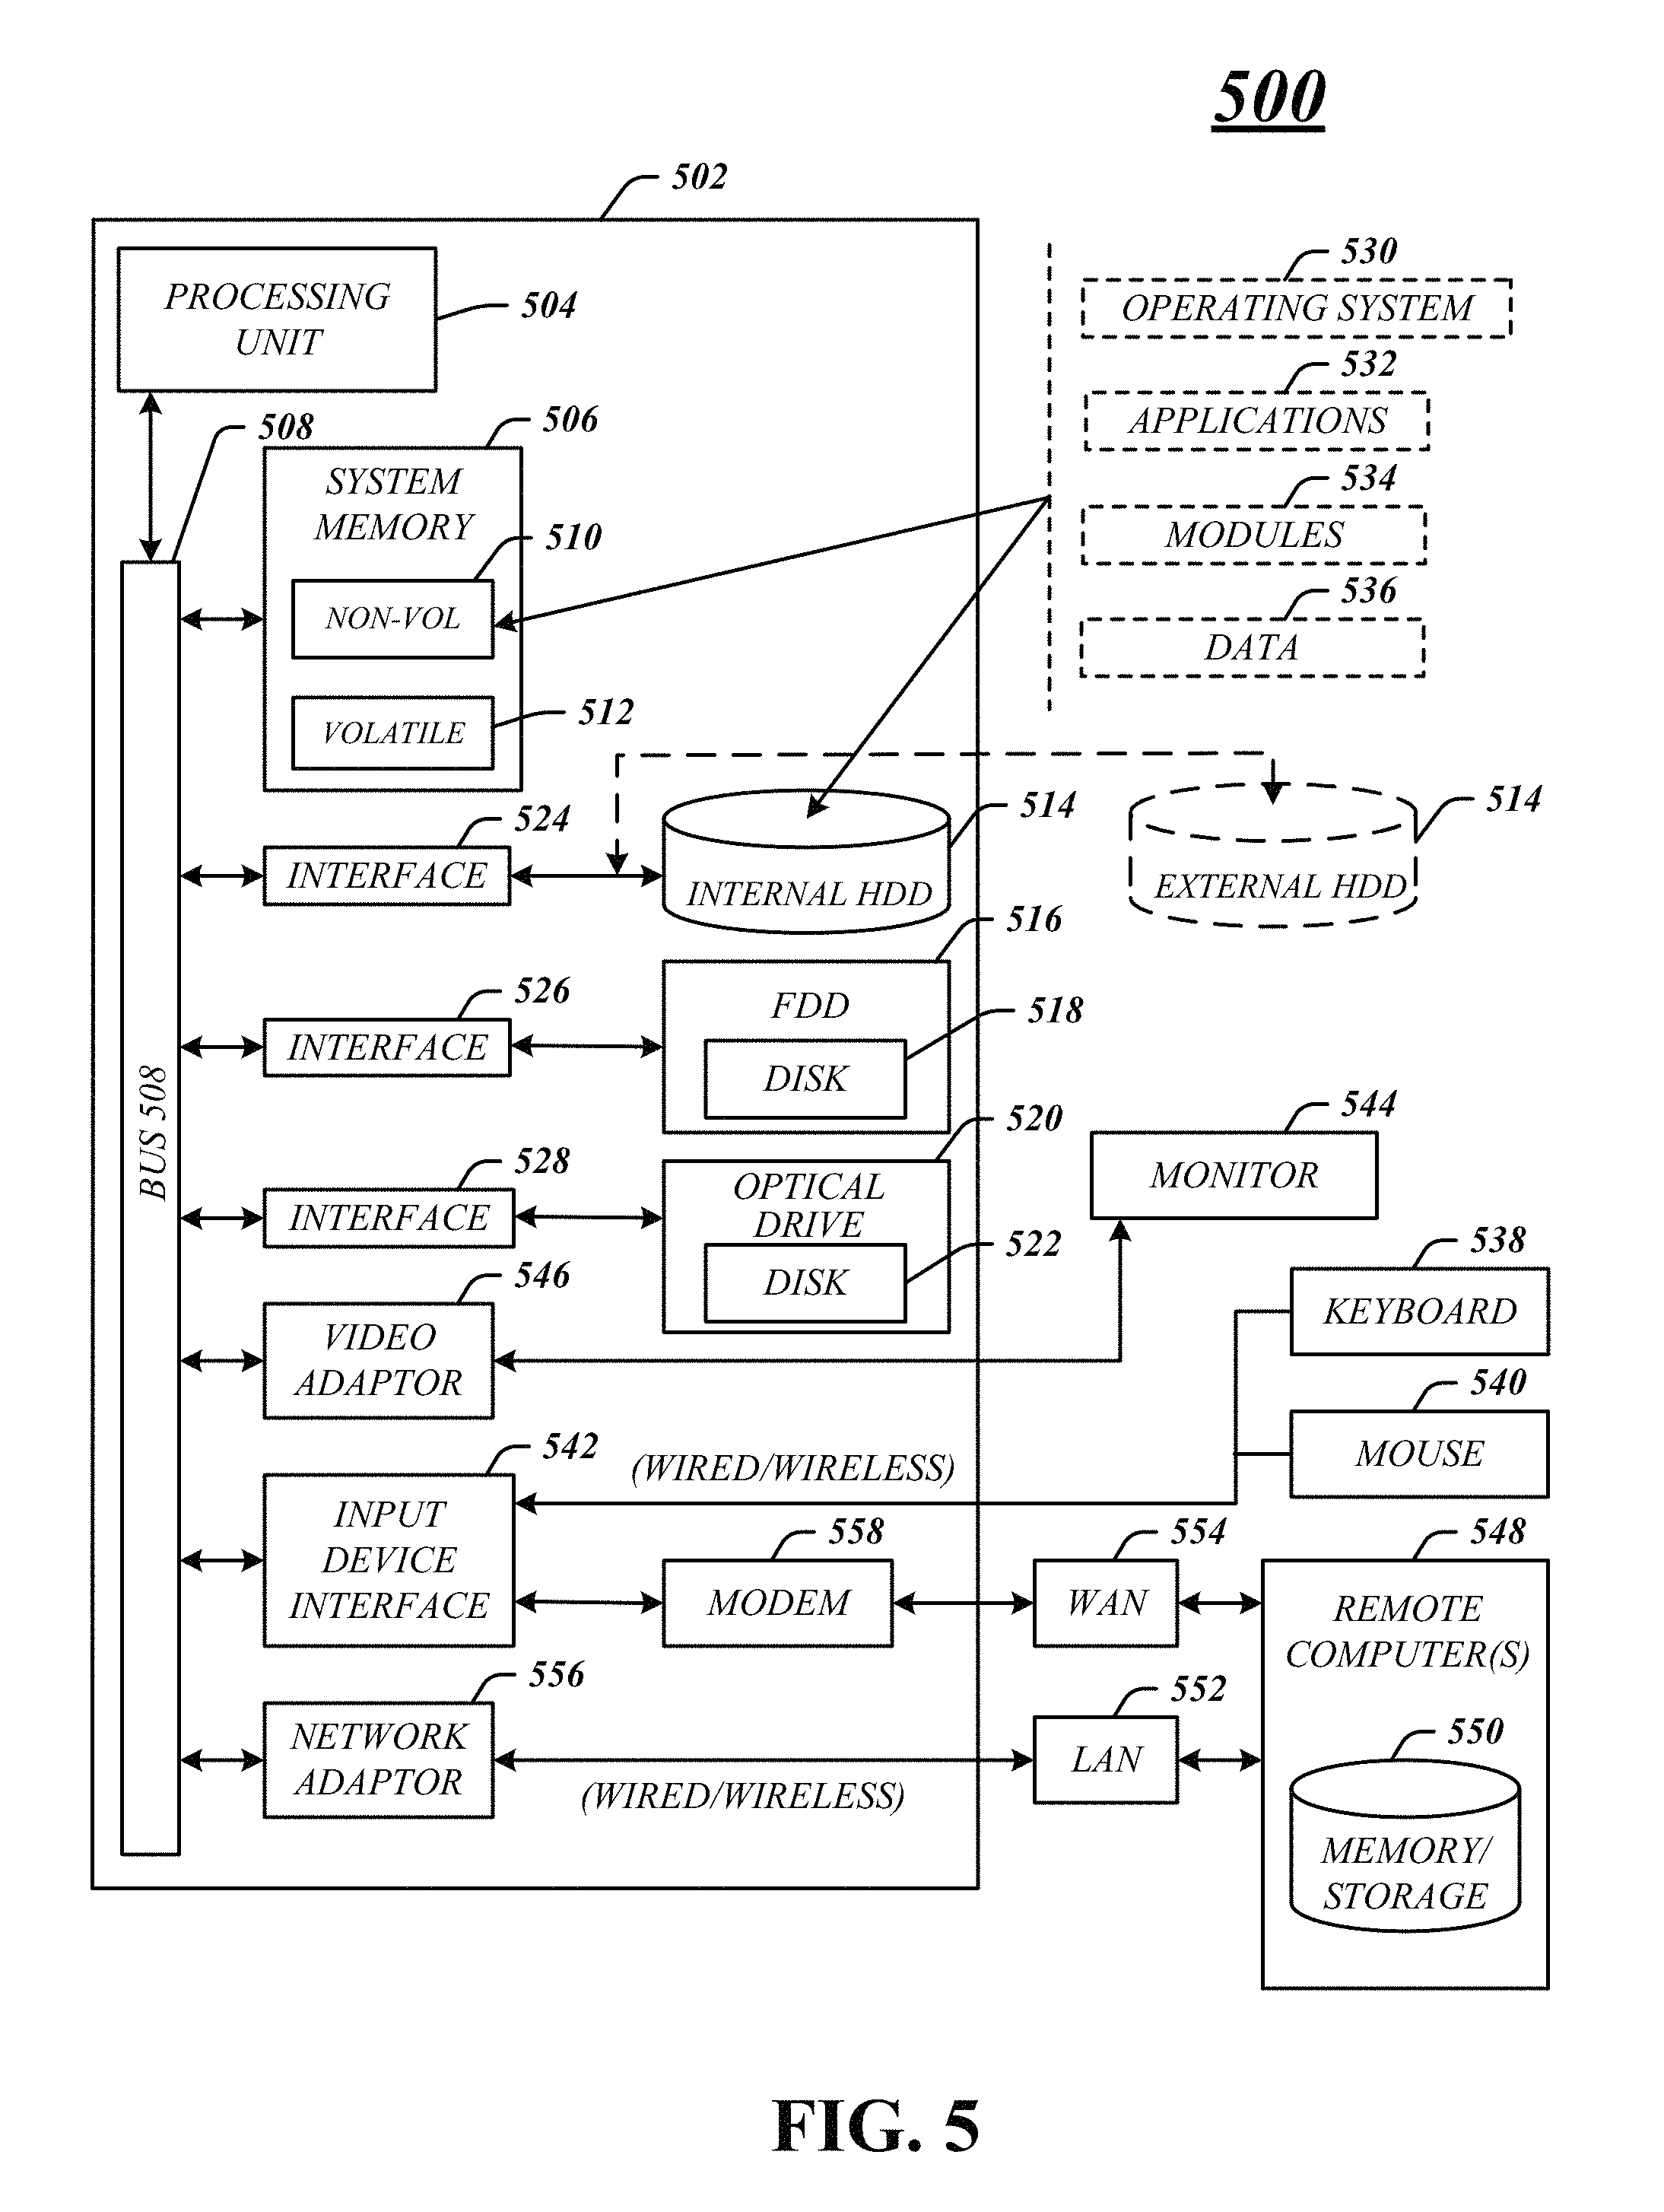 500
502
PROCESSING
UNIT
504
530
OPERATING SYSTEM
532
APPLICATIONS
534
MODULES
536
DATA
508
506
SYSTEM
MEMORY
510
NON-VOL
512
VOLATILE
BUS 508
524
INTERFACE
514
INTERNAL HDD
514
EXTERNAL HDD
526
INTERFACE
516
FDD
518
DISK
528
INTERFACE
520
OPTICAL
DRIVE
522
DISK
544
MONITOR
546
VIDEO
ADAPTOR
538
KEYBOARD
540
MOUSE
542
INPUT
DEVICE
INTERFACE
(WIRED/WIRELESS)
558
MODEM
554
WAN
548
REMOTE
COMPUTER(S)
556
NETWORK
ADAPTOR
(WIRED/WIRELESS)
552
LAN
550
MEMORY/
STORAGE
FIG. 5